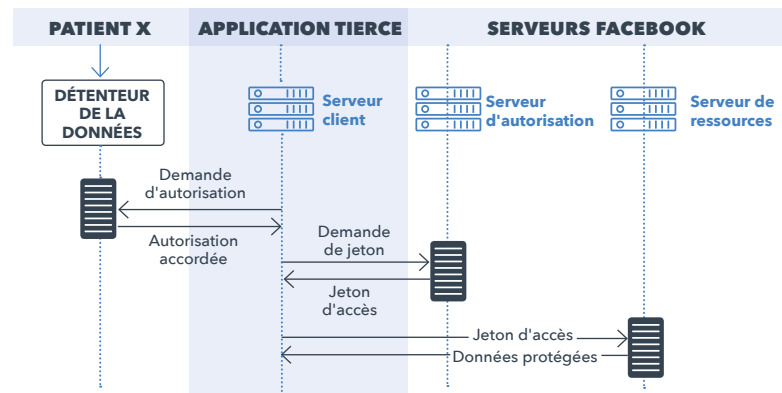 PATIENT X
APPLICATION TIERCE
SERVEURS FACEBOOK
DÉTENTEUR
DE LA
DONNÉES
Serveur
client
Serveur
d'autorisation
Serveur de
ressources
Demande
d'autorisation
Autorisation
accordée
Demande
de jeton
Jeton
d'accès
Jeton d'accès
Données protégées